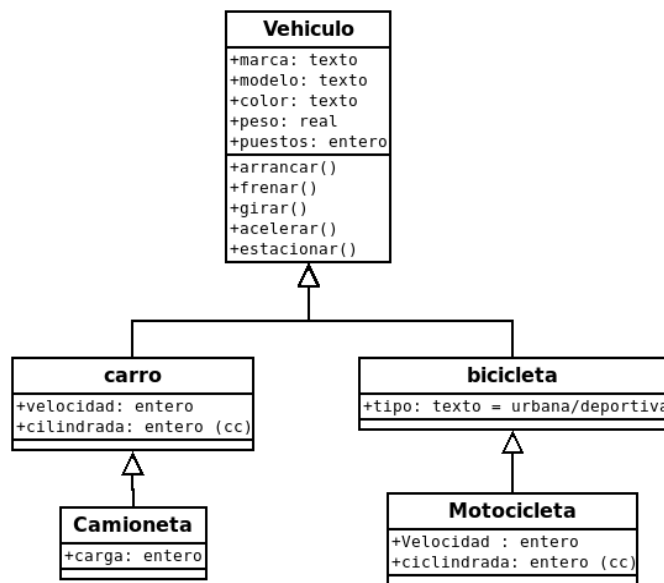 Vehiculo
+marca: texto
+modelo: texto
+color: texto
+peso: real
+puestos: entero
+arrancar()
+frenar()
+girar()
+acelerar()
+estacionar()
carro
+velocidad: entero
+cilindrada: entero (cc)
bicicleta
+tipo: texto = urbana/deportiva
Camioneta
+carga: entero
Motocicleta
+Velocidad : entero
+ciclindrada: entero (cc)